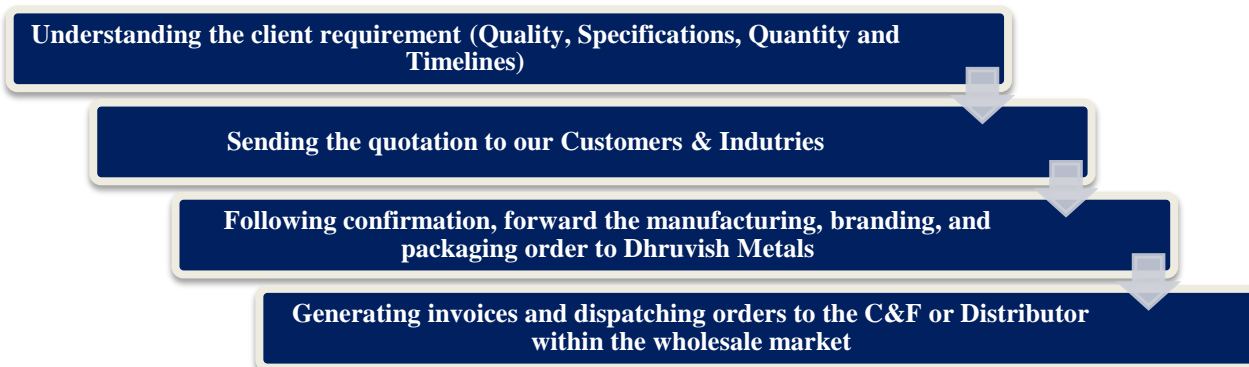 Understanding the client requirement (Quality, Specifications, Quantity and
Timelines)
Sending the quotation to our Customers & Indutries
Following confirmation, forward the manufacturing, branding, and
packaging order to Dhruvish Metals
Generating invoices and dispatching orders to the C&F or Distributor
within the wholesale market